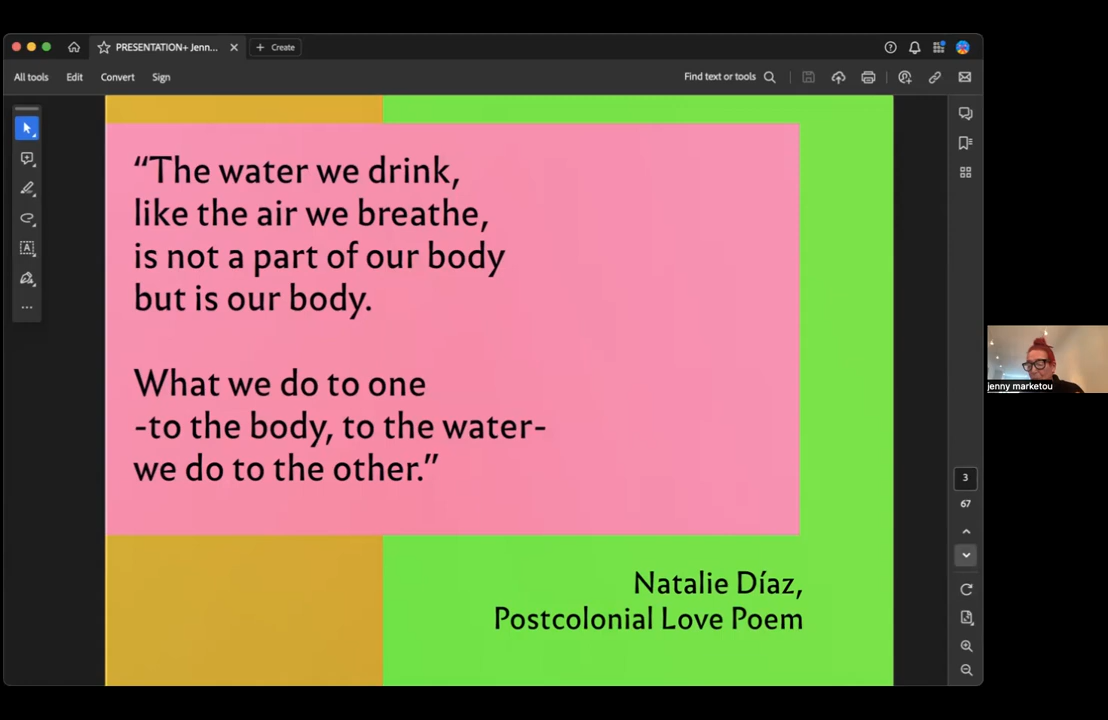 PRESENTATION+ Jenn...
Create
All tools
Edit
Convert
Sign
Find text or tools
“The water we drink,
like the air we breathe,
is not a part of our body
but is our body.
What we do to one
-to the body, to the water-
we do to the other.”
Natalie Díaz,
Postcolonial Love Poem
jenny marketou
3
67